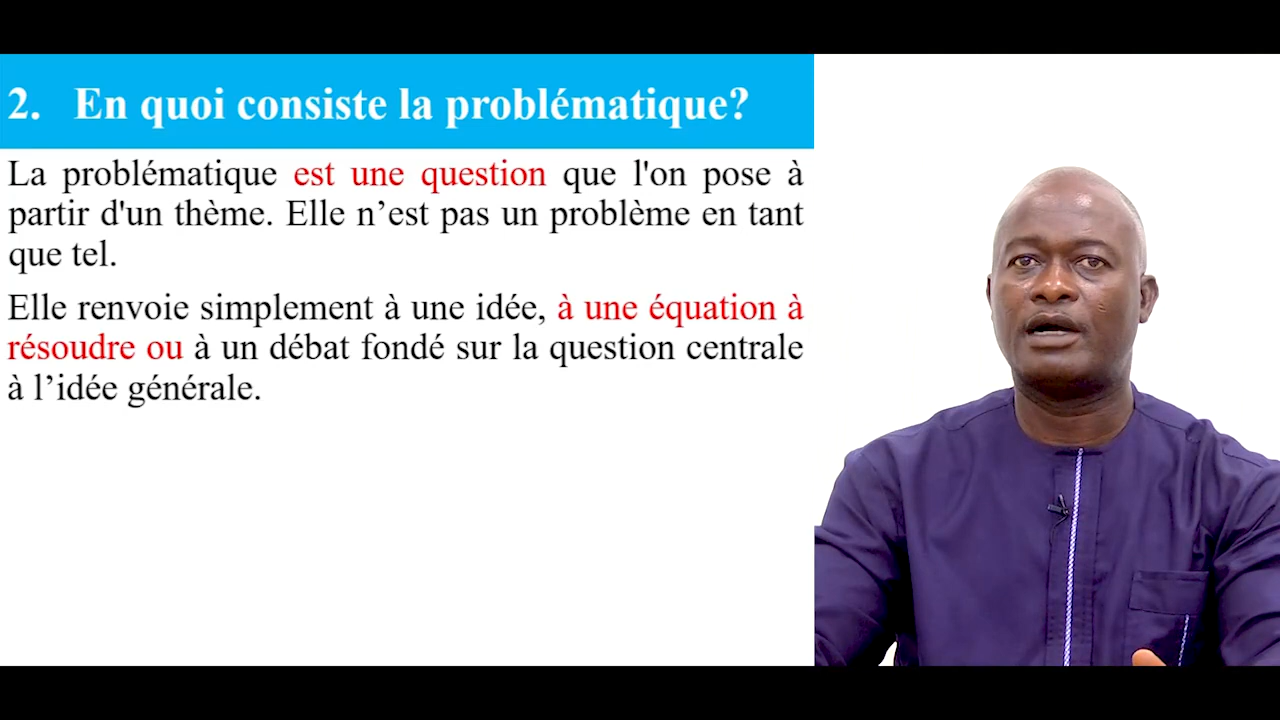 2. En quoi consiste la problématique?
La problématique est une question que l'on pose à
partir d'un thème. Elle n’est pas un problème en tant
que tel.
Elle renvoie simplement à une idée, à une équation à
résoudre ou à un débat fondé sur la question centrale
à l’idée générale.